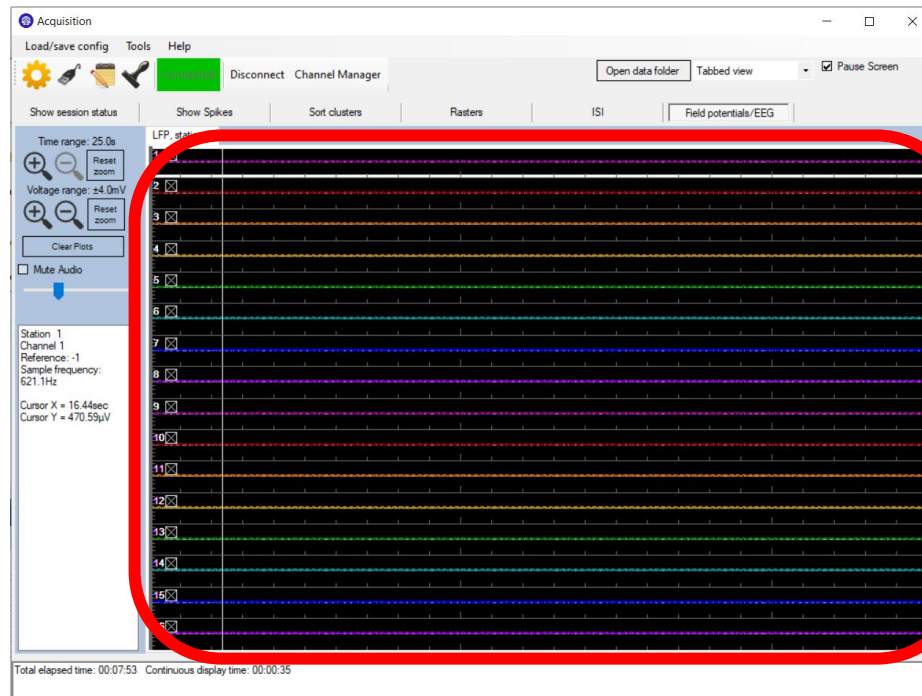 Acquisition
Load/save config Tools Help
Connected Disconnect Channel Manager Open data folder Tabbed view Pause Screen
Show session status Show Spikes Sort clusters Rasters ISI Field potentials/EEG
LFP,
Time range: 25.0s
Reset
zoom
Voltage range: ±4.0mV
Reset
zoom
Clear Plots
Mute Audio
Station 1
Channel 1
Reference: -1
Sample frequency:
621.1Hz
Cursor X = 16.44sec
Cursor Y = 470.59µV
1
2
3
4
5
6
7
8
9
10
11
12
13
14
15
Total elapsed time: 00:07:53 Continuous display time: 00:00:35